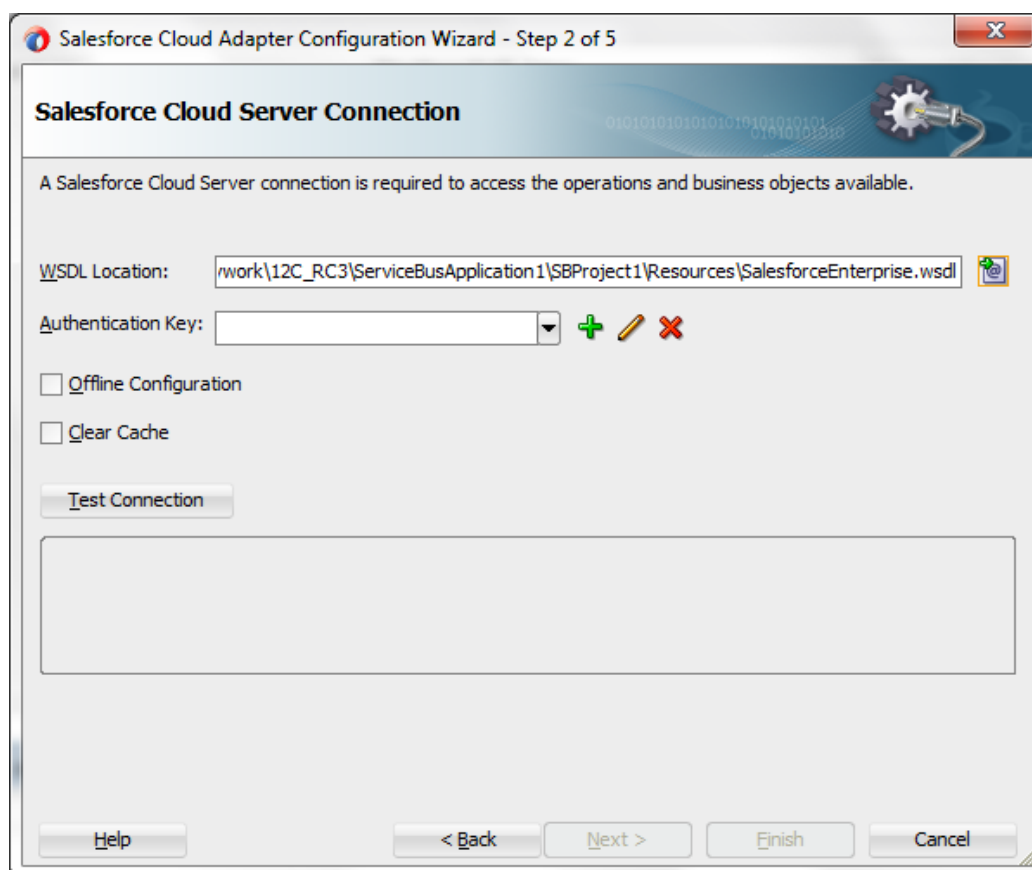 Salesforce Cloud Adapter Configuration Wizard - Step 2 of 5
Salesforce Cloud Server Connection
A Salesforce Cloud Server connection is required to access the operations and business objects available.
WSDL Location: \12C_RC3\ServiceBusApplication1\SBProject1\Resources\SalesforceEnterprise.wsdl
Authentication Key:
Offline Configuration
Clear Cache
Test Connection
Help < Back Next > Finish Cancel